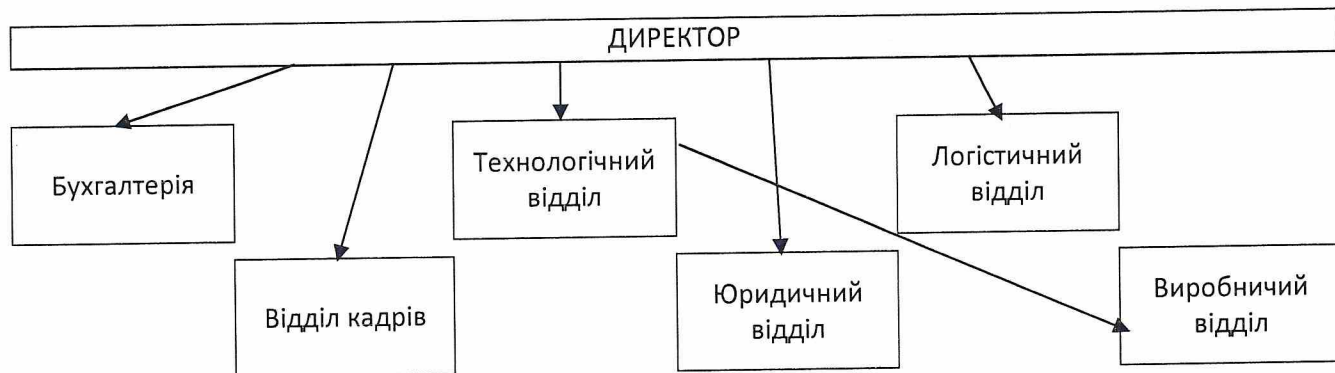 ДИРЕКТОР
Бухгалтерія
Технологічний
відділ
Логістичний
відділ
Відділ кадрів
Юридичний
відділ
Виробничий
відділ